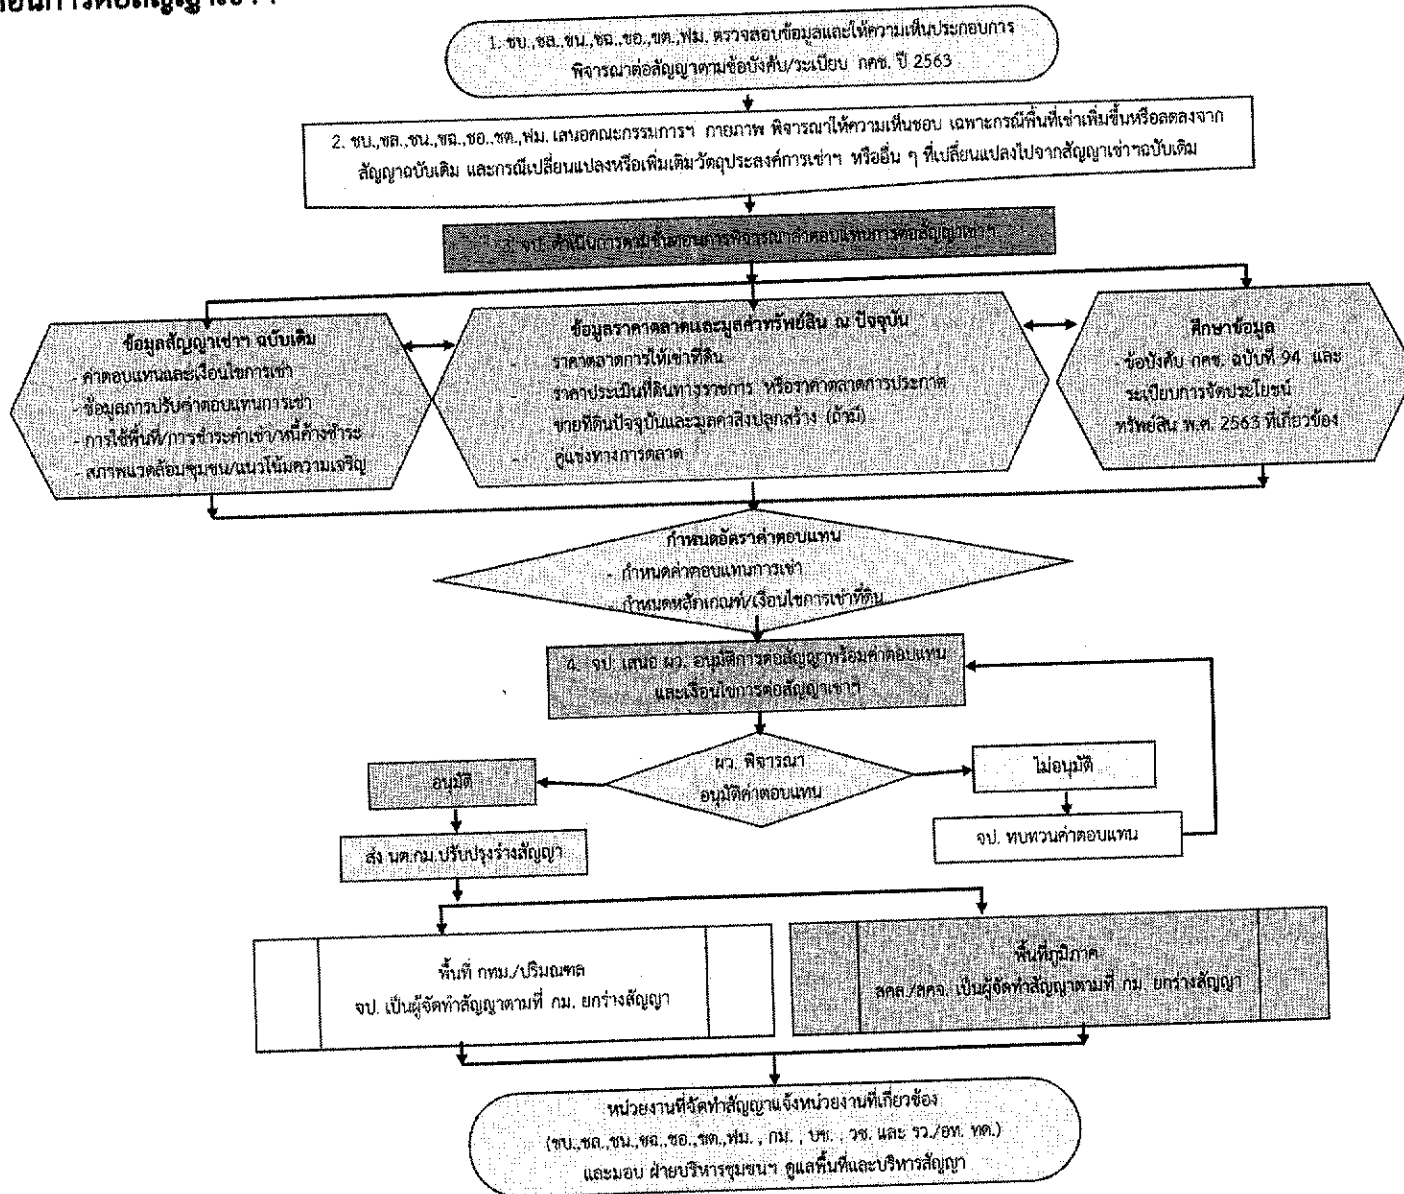 1. ชบ.,ชล.,ชน.,ชฉ.,ชอ.,ชต.,ฟม. ตรวจสอบข้อมูลและให้ความเห็นประกอบการ
พิจารณาต่อสัญญาตามข้อบังคับ/ระเบียบ กคช. ปี 2563
2. ชบ.,ชล.,ชน.,ชฉ.,ชอ.,ชต.,ฟม. เสนอคณะกรรมการฯ กายภาพ พิจารณาให้ความเห็นชอบ เฉพาะกรณีพื้นที่เช่าเพิ่มขึ้นหรือลดลงจาก
สัญญาฉบับเดิม และกรณีเปลี่ยนแปลงหรือเพิ่มเติมวัตถุประสงค์การเช่าฯ หรืออื่น ๆ ที่เปลี่ยนแปลงไปจากสัญญาเช่าฯฉบับเดิม
3. จป. ดำเนินการตามขั้นตอนการพิจารณาค่าตอบแทนการต่อสัญญาเช่าฯ
ข้อมูลสัญญาเช่าฯ ฉบับเดิม
- ค่าตอบแทนและเงื่อนไขการเช่า
- ข้อมูลการปรับค่าตอบแทนการเช่า
- การใช้พื้นที่/การชำระค่าเช่า/หนี้ค้างชำระ
- สภาพแวดล้อมชุมชน/แนวโน้มความเจริญ
ข้อมูลราคาตลาดและมูลค่าทรัพย์สิน ณ ปัจจุบัน
- ราคาตลาดการให้เช่าที่ดิน
- ราคาประเมินที่ดินทางราชการ หรือราคาตลาดการประกาศ
ขายที่ดินปัจจุบันและมูลค่าสิ่งปลูกสร้าง (ถ้ามี)
- คู่แข่งทางการตลาด
ศึกษาข้อมูล
- ข้อบังคับ กคช. ฉบับที่ 94 และ
ระเบียบการจัดประโยชน์
ทรัพย์สิน พ.ศ. 2563 ที่เกี่ยวข้อง
กำหนดอัตราค่าตอบแทน
- กำหนดค่าตอบแทนการเช่า
- กำหนดหลักเกณฑ์/เงื่อนไขการเช่าที่ดิน
4. จป. เสนอ ผว. อนุมัติการต่อสัญญาพร้อมค่าตอบแทน
และเงื่อนไขการต่อสัญญาเช่าฯ
ผว. พิจารณา
อนุมัติค่าตอบแทน
อนุมัติ
ไม่อนุมัติ
ส่ง นต.กม.ปรับปรุงร่างสัญญา
จป. ทบทวนค่าตอบแทน
พื้นที่ กทม./ปริมณฑล
จป. เป็นผู้จัดทำสัญญาตามที่ กม. ยกร่างสัญญา
พื้นที่ภูมิภาค
สคล./สคจ. เป็นผู้จัดทำสัญญาตามที่ กม ยกร่างสัญญา
หน่วยงานที่จัดทำสัญญาแจ้งหน่วยงานที่เกี่ยวข้อง
(ชบ.,ชล.,ชน.,ชฉ.,ชอ.,ชต.,ฟม. , กม. , บช. , วช. และ รว./อท. ทด.)
และมอบ ฝ่ายบริหารชุมชนฯ ดูแลพื้นที่และบริหารสัญญา